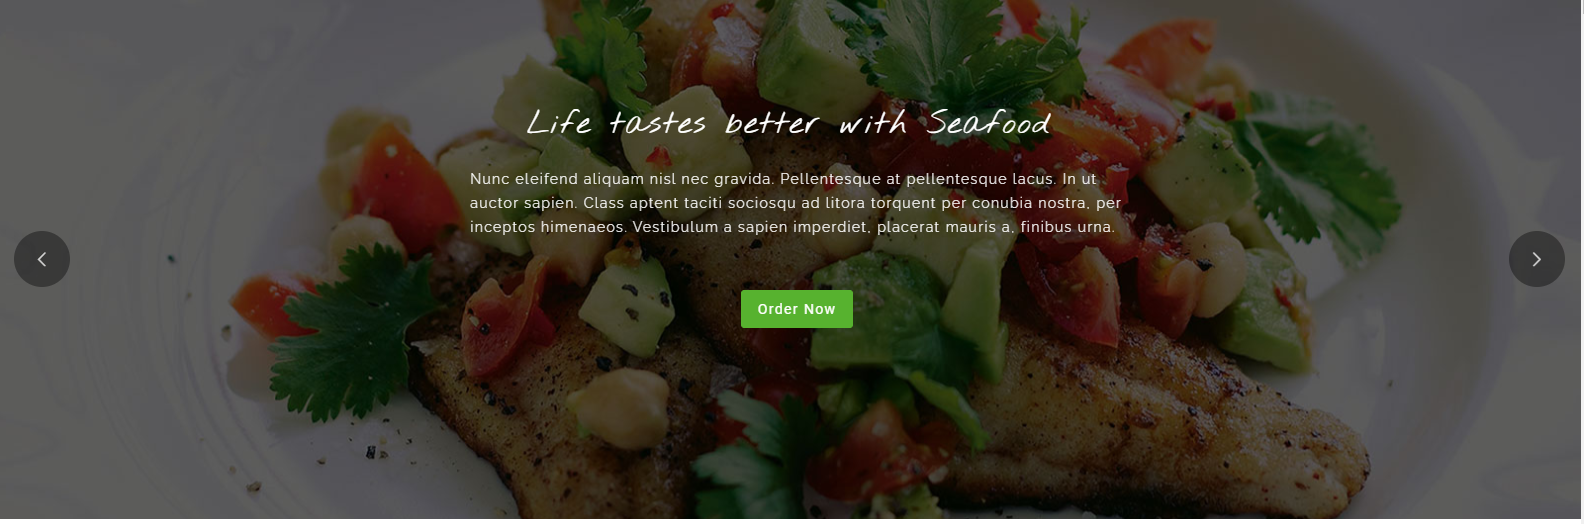 Life tastes better with Seafood
Nunc eleifend aliquam nisl nec gravida. Pellentesque at pellentesque lacus. In ut
auctor sapien. Class aptent taciti sociosqu ad litora torquent per conubia nostra, per
inceptos himenaeos. Vestibulum a sapien imperdiet, placerat mauris a, finibus urna.
Order Now